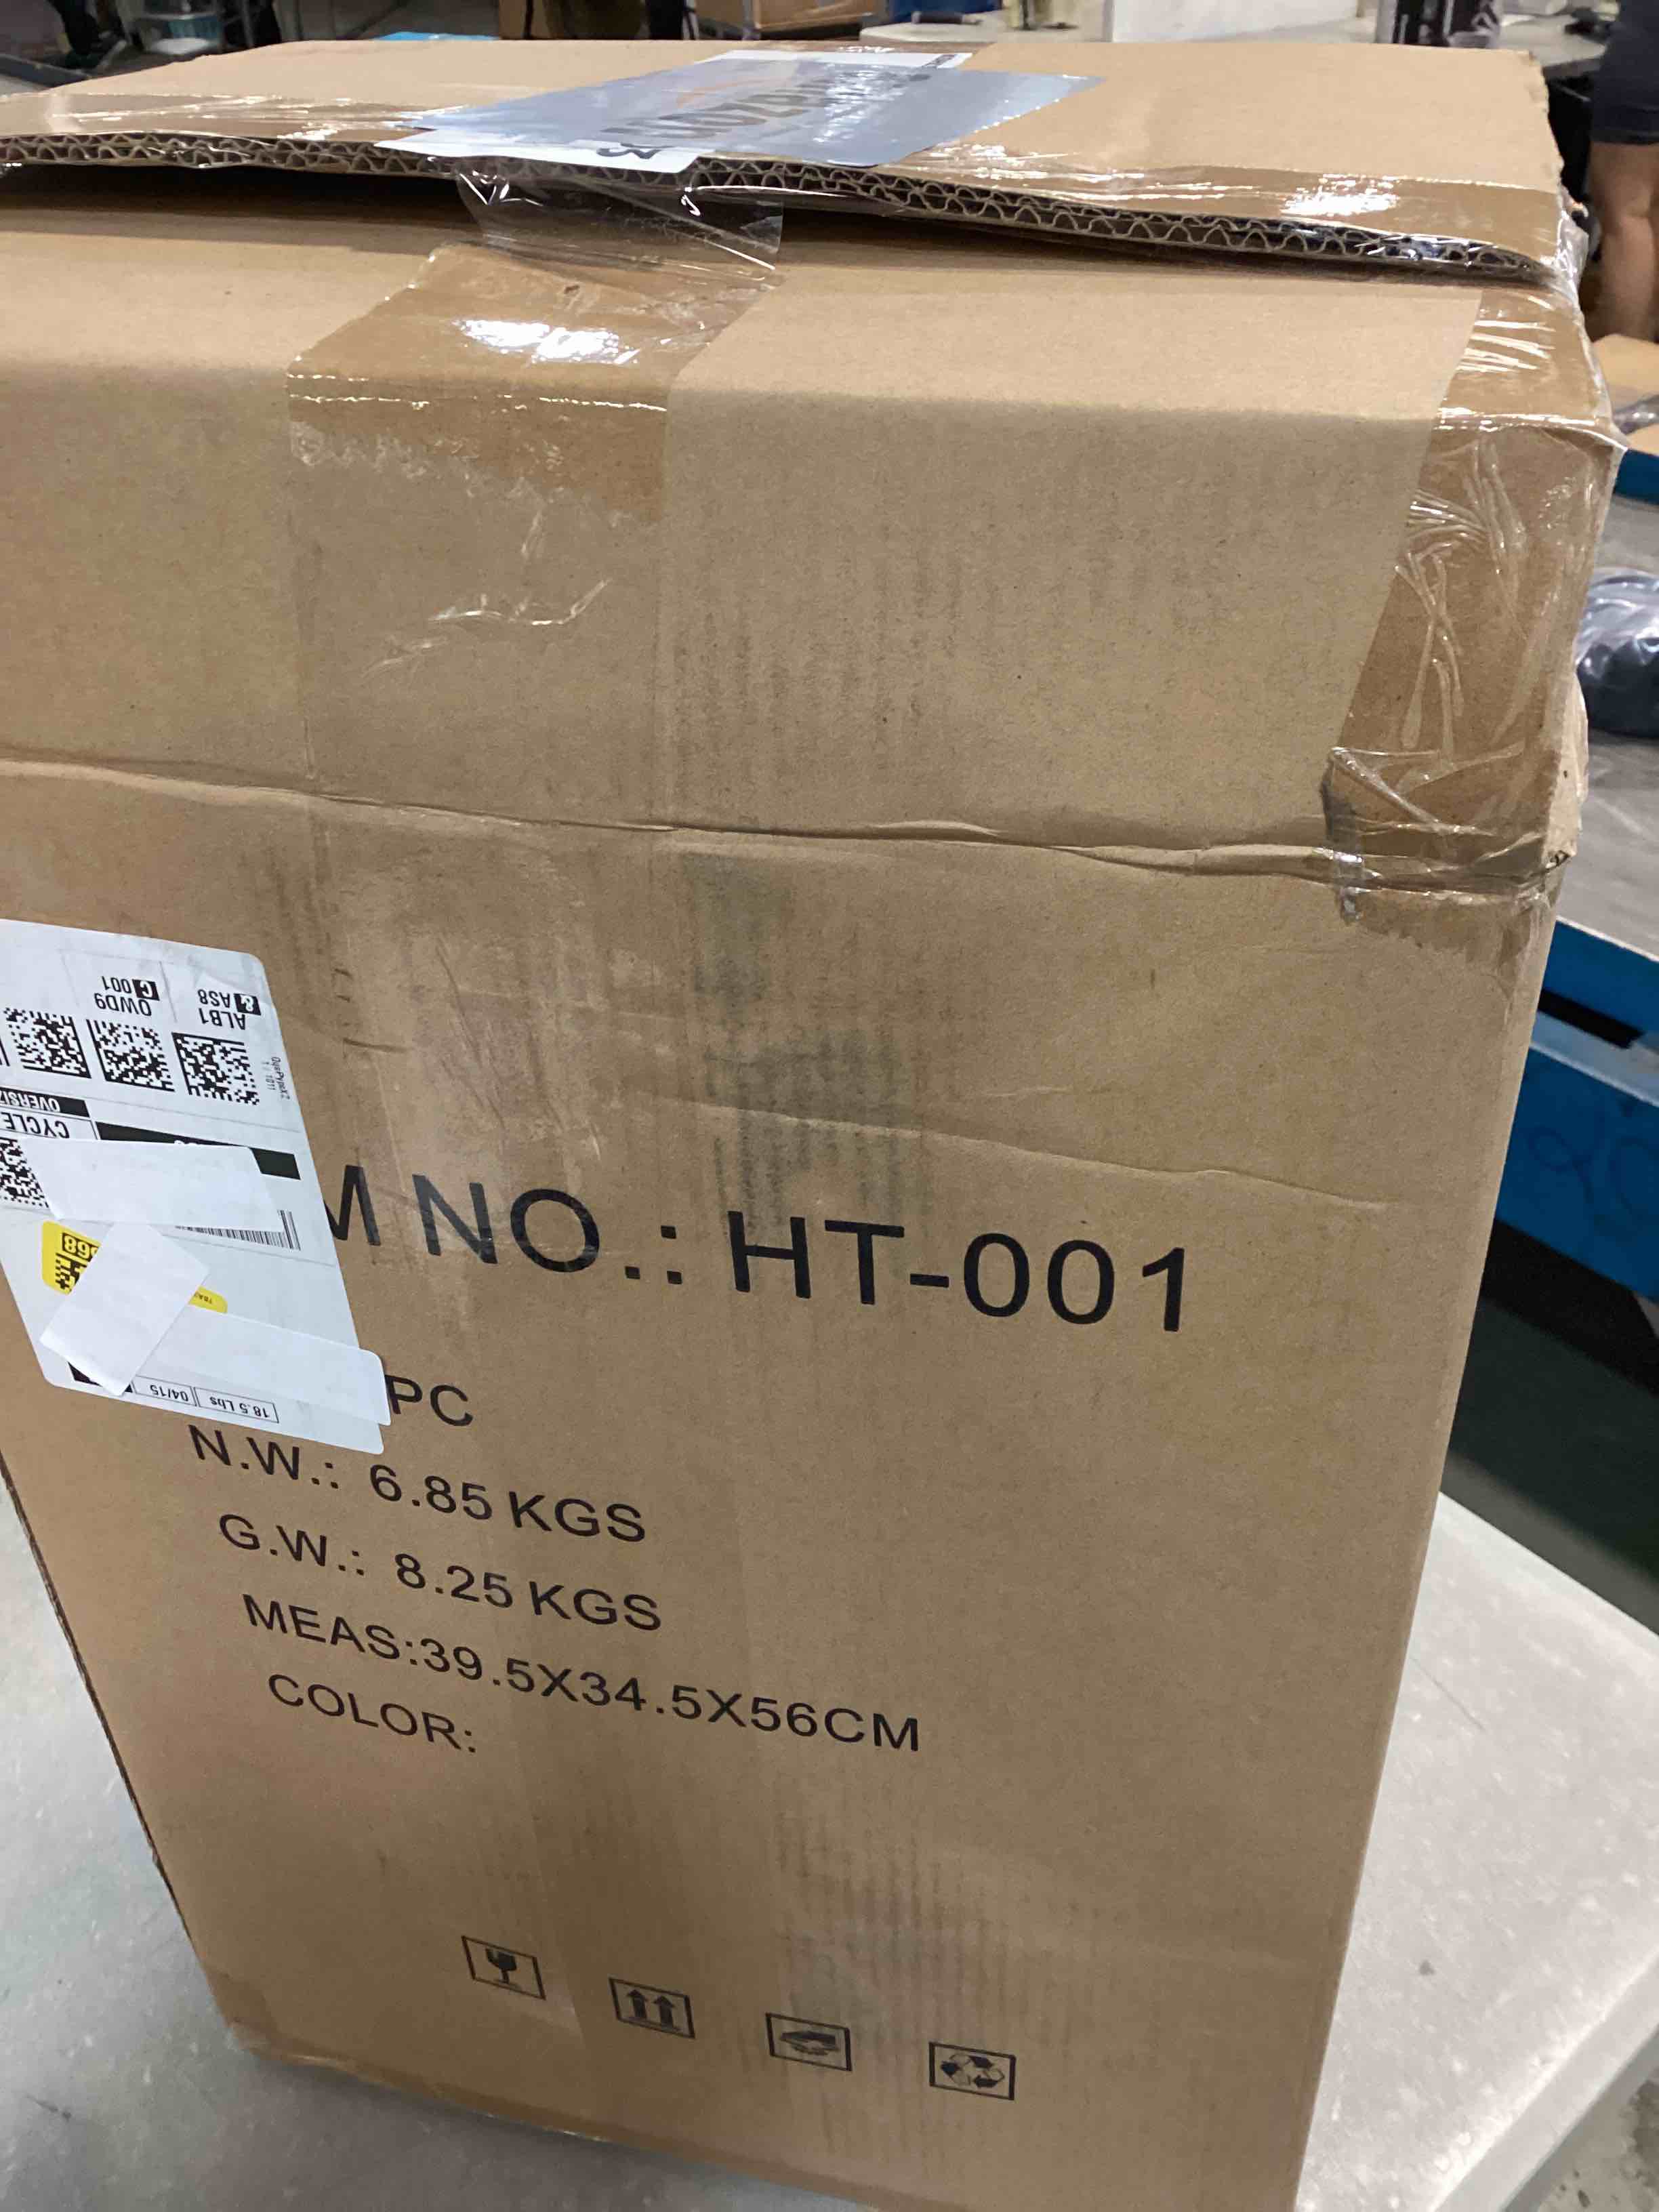 M NO.: HT-001
PC
N.W.: 6.85 KGS
G.W.: 8.25 KGS
MEAS:39.5X34.5X56CM
COLOR:
18.5 Lbs
04/15
CYCLE
ALB1
& AS8
OWD9
C 001